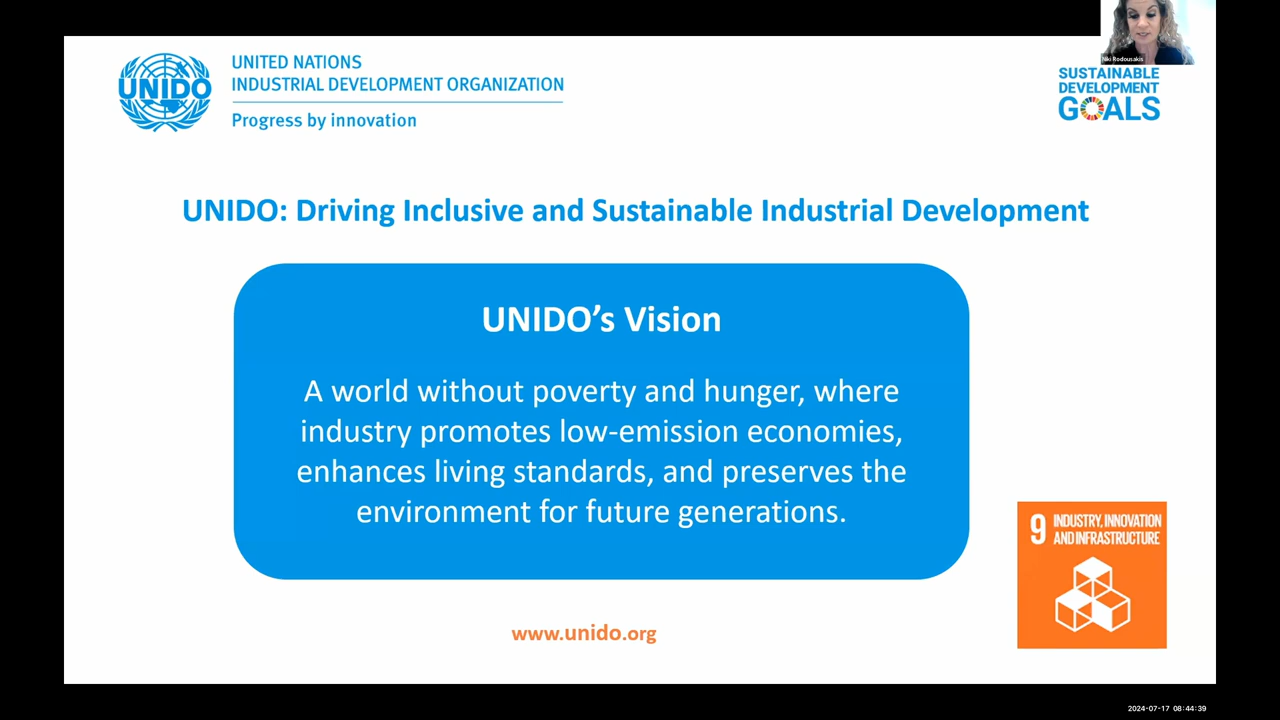 UNIDO
UNITED NATIONS
INDUSTRIAL DEVELOPMENT ORGANIZATION
Progress by innovation
Niki Rodousakis
SUSTAINABLE
DEVELOPMENT
GOALS
UNIDO: Driving Inclusive and Sustainable Industrial Development
UNIDO’s Vision
A world without poverty and hunger, where
industry promotes low-emission economies,
enhances living standards, and preserves the
environment for future generations.
9 INDUSTRY, INNOVATION
AND INFRASTRUCTURE
www.unido.org
2024-07-17 08:44:39